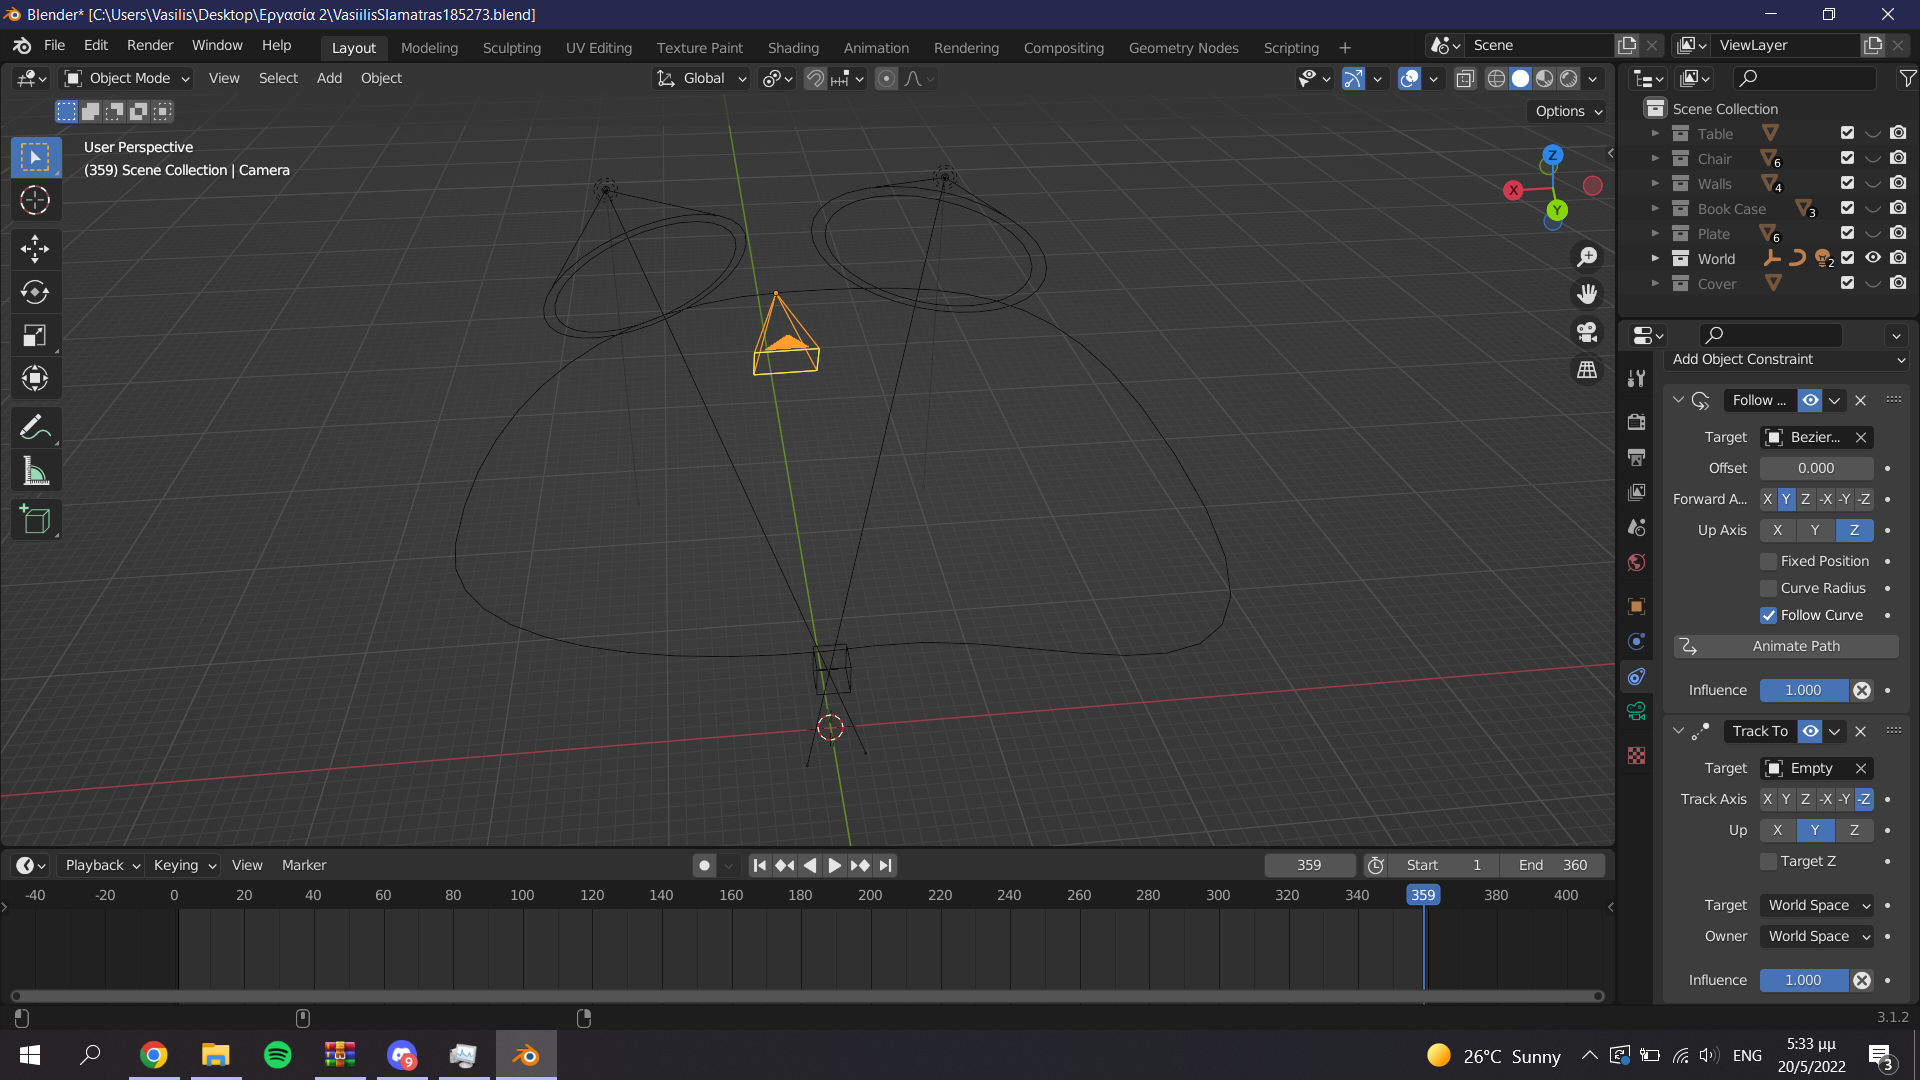 Blender* [C:\Users\Vasilis\Desktop\Εργασία 2\VasiilisSlamatras185273.blend]
File Edit Render Window Help Layout Modeling Sculpting UV Editing Texture Paint Shading Animation Rendering Compositing Geometry Nodes Scripting + Scene ViewLayer
Object Mode View Select Add Object Global
Options
User Perspective
(359) Scene Collection | Camera
Z
X
Y
Scene Collection
Table
Chair 6
Walls 4
Book Case 3
Plate 6
World 2
Cover
Add Object Constraint
Follow ...
Target Bezier...
Offset 0.000
Forward A... X Y Z -X -Y -Z
Up Axis X Y Z
Fixed Position
Curve Radius
Follow Curve
Animate Path
Influence 1.000
Track To
Target Empty
Track Axis X Y Z -X -Y -Z
Up X Y Z
Target Z
Target World Space
Owner World Space
Influence 1.000
Playback Keying View Marker 359 Start 1 End 360
-40 -20 0 20 40 60 80 100 120 140 160 180 200 220 240 260 280 300 320 340 359 380 400
3.1.2
9
26°C Sunny ENG 5:33 μμ
20/5/2022
3